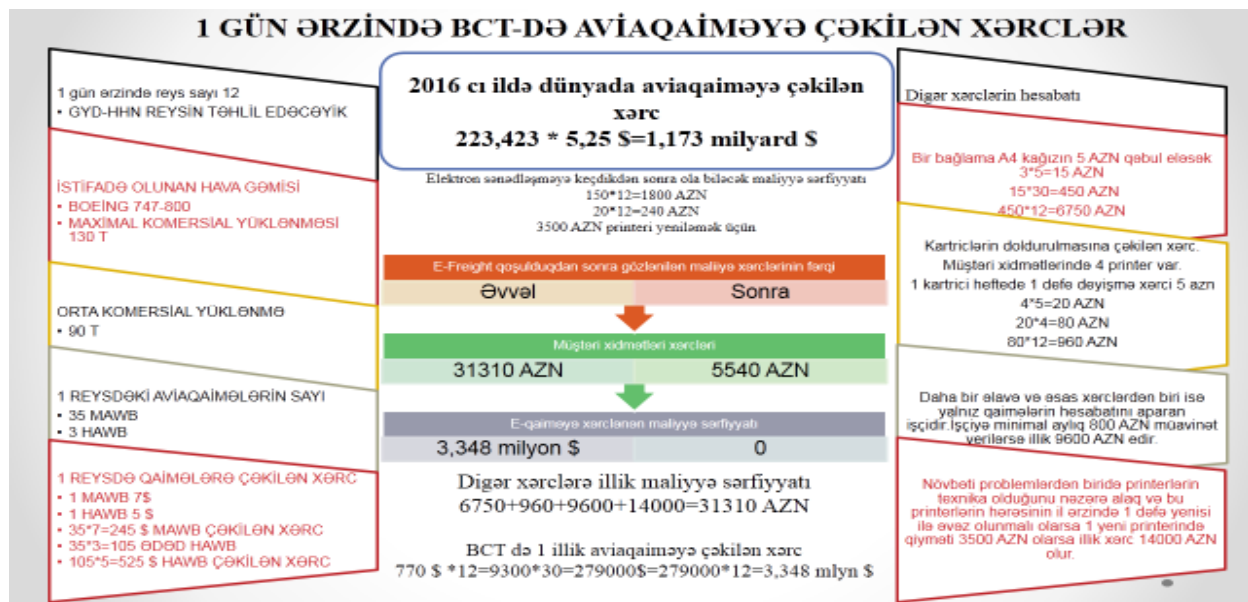 1 GÜN ƏRZİNDƏ BCT-DƏ AVİAQAİMƏYƏ ÇƏKİLƏN XƏRCLƏR
1 gün ərzində reys sayı 12
• GYD-HHN REYSİN TƏHLİL EDƏCƏYİK
İSTİFADƏ OLUNAN HAVA GƏMİSİ
• BOEİNG 747-800
• MAXİMAL KOMERSİAL YÜKLƏNMƏSİ
130 T
ORTA KOMERSİAL YÜKLƏNMƏ
• 90 T
1 REYSDƏKİ AVİAQAİMƏLƏRİN SAYI
• 35 MAWB
• 3 HAWB
1 REYSDƏ QAİMƏLƏRƏ ÇƏKİLƏN XƏRC
• 1 MAWB 7$
• 1 HAWB 5 $
• 35*7=245 $ MAWB ÇƏKİLƏN XƏRC
• 35*3=105 ƏDƏD HAWB
• 105*5=525 $ HAWB ÇƏKİLƏN XƏRC
2016 cı ildə dünyada aviaqaiməyə çəkilən
xərc
223,423 * 5,25 $=1,173 milyard $
Elektron sənədləşməyə keçdikdən sonra ola biləcək maliyyə sərfiyyatı
150*12=1800 AZN
20*12=240 AZN
3500 AZN printeri yeniləmək üçün
E-Freight qoşulduqdan sonra gözlənilən maliyyə xərclərinin fərqi
Əvvəl Sonra
Müştəri xidmətləri xərcləri
31310 AZN 5540 AZN
E-qaiməyə xərclənən maliyyə sərfiyyatı
3,348 milyon $ 0
Digər xərclərə illik maliyyə sərfiyyatı
6750+960+9600+14000=31310 AZN
BCT də 1 illik aviaqaiməyə çəkilən xərc
770 $ *12=9300*30=279000$=279000*12=3,348 mlyn $
Digər xərclərin hesabatı
Bir bağlama A4 kağızın 5 AZN qəbul eləsək
3*5=15 AZN
15*30=450 AZN
450*12=6750 AZN
Kartriclərin doldurulmasına çəkilən xərc.
Müştəri xidmətlərində 4 printer var.
1 kartrici heftede 1 defe deyişmə xərci 5 azn
4*5=20 AZN
20*4=80 AZN
80*12=960 AZN
Daha bir əlavə və əsas xərclərdən biri isə
yalnız qaimələrin hesabatını aparan
işçidir.İşçiyə minimal aylıq 800 AZN müavinət
verilərsə illik 9600 AZN edir.
Növbəti problemlərdən biridə printerlərin
texnika olduğunu nəzərə alaq və bu
printerlərin hərəsinin il ərzində 1 dəfə yenisi
ilə əvəz olunmalı olarsa 1 yeni printerində
qiyməti 3500 AZN olarsa illik xərc 14000 AZN
olur.